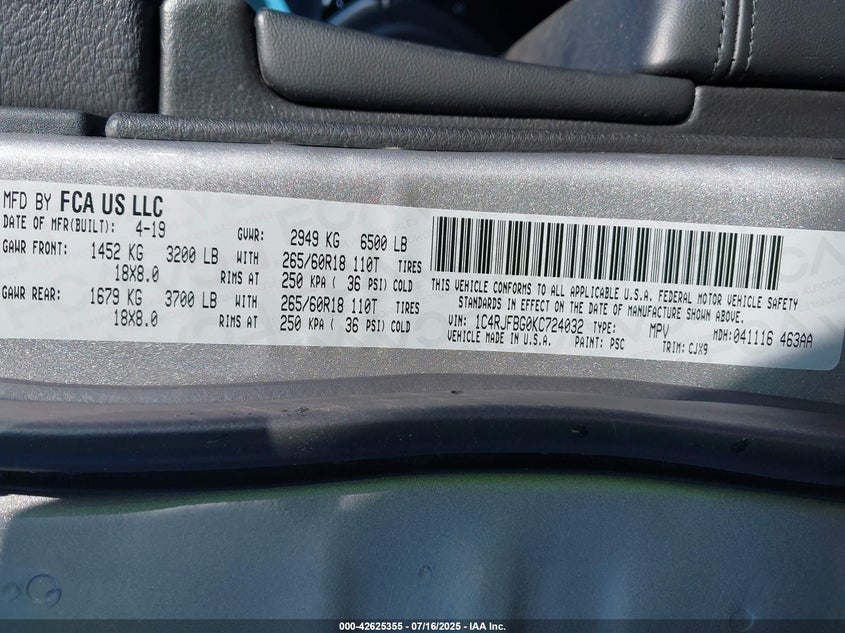 MFD BY FCA US LLC
DATE OF MFR(BUILT): 4-19 GVWR: 2949 KG 6500 LB
GAWR FRONT: 1452 KG 3200 LB WITH 265/60R18 110T TIRES
18X8.0 RIMS AT 250 KPA ( 36 PSI) COLD
GAWR REAR: 1679 KG 3700 LB WITH 265/60R18 110T TIRES
18X8.0 RIMS AT 250 KPA ( 36 PSI) COLD
THIS VEHICLE CONFORMS TO ALL APPLICABLE U.S.A. FEDERAL MOTOR VEHICLE SAFETY
STANDARDS IN EFFECT ON THE DATE OF MANUFACTURE SHOWN ABOVE.
VIN: 1C4RJFBG0KC724032 TYPE: MPV MDH:041116 463AA
VEHICLE MADE IN U.S.A. PAINT: PSC TRIM: CJX9
000-42625355 - 07/16/2025 - IAA Inc.